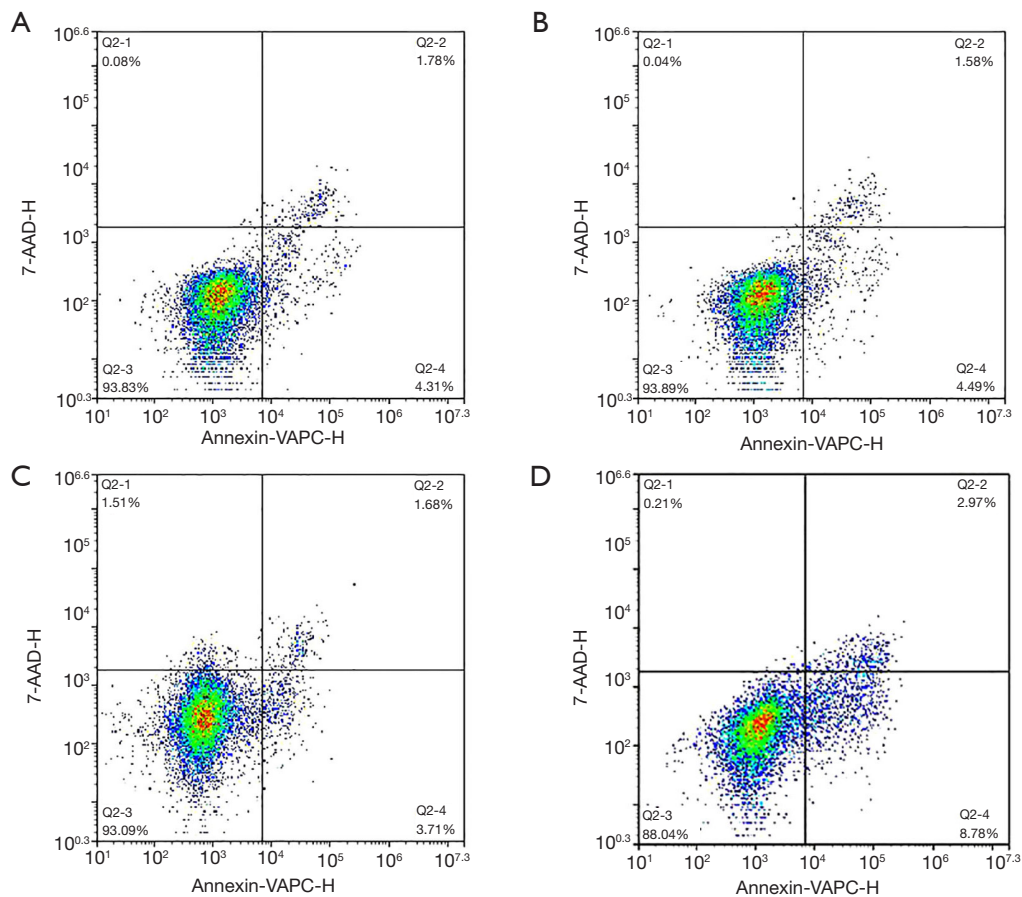 A
10^6.6
Q2-1
0.08%
Q2-2
1.78%
10^5
10^4
10^3
10^2
10^0.3
7-AAD-H
Q2-3
93.83%
Q2-4
4.31%
10^1 10^2 10^3 10^4 10^5 10^6 10^7.3
Annexin-VAPC-H
B
10^6.6
Q2-1
0.04%
Q2-2
1.58%
10^5
10^4
10^3
10^2
10^0.3
7-AAD-H
Q2-3
93.89%
Q2-4
4.49%
10^1 10^2 10^3 10^4 10^5 10^6 10^7.3
Annexin-VAPC-H
C
10^6.6
Q2-1
1.51%
Q2-2
1.68%
10^5
10^4
10^3
10^2
10^0.3
7-AAD-H
Q2-3
93.09%
Q2-4
3.71%
10^1 10^2 10^3 10^4 10^5 10^6 10^7.3
Annexin-VAPC-H
D
10^6.6
Q2-1
0.21%
Q2-2
2.97%
10^5
10^4
10^3
10^2
10^0.3
7-AAD-H
Q2-3
88.04%
Q2-4
8.78%
10^1 10^2 10^3 10^4 10^5 10^6 10^7.3
Annexin-VAPC-H